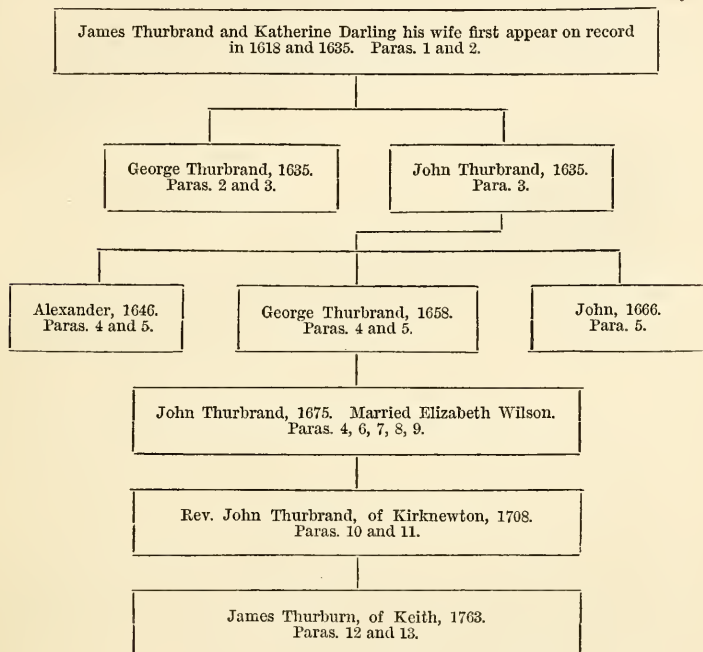 James Thurbrand and Katherine Darling his wife first appear on record
in 1618 and 1635. Paras. 1 and 2.
George Thurbrand, 1635.
Paras. 2 and 3.
John Thurbrand, 1635.
Para. 3.
Alexander, 1646.
Paras. 4 and 5.
George Thurbrand, 1658.
Paras. 4 and 5.
John, 1666.
Para. 5.
John Thurbrand, 1675. Married Elizabeth Wilson.
Paras. 4, 6, 7, 8, 9.
Rev. John Thurbrand, of Kirknewton, 1708.
Paras. 10 and 11.
James Thurburn, of Keith, 1763.
Paras. 12 and 13.